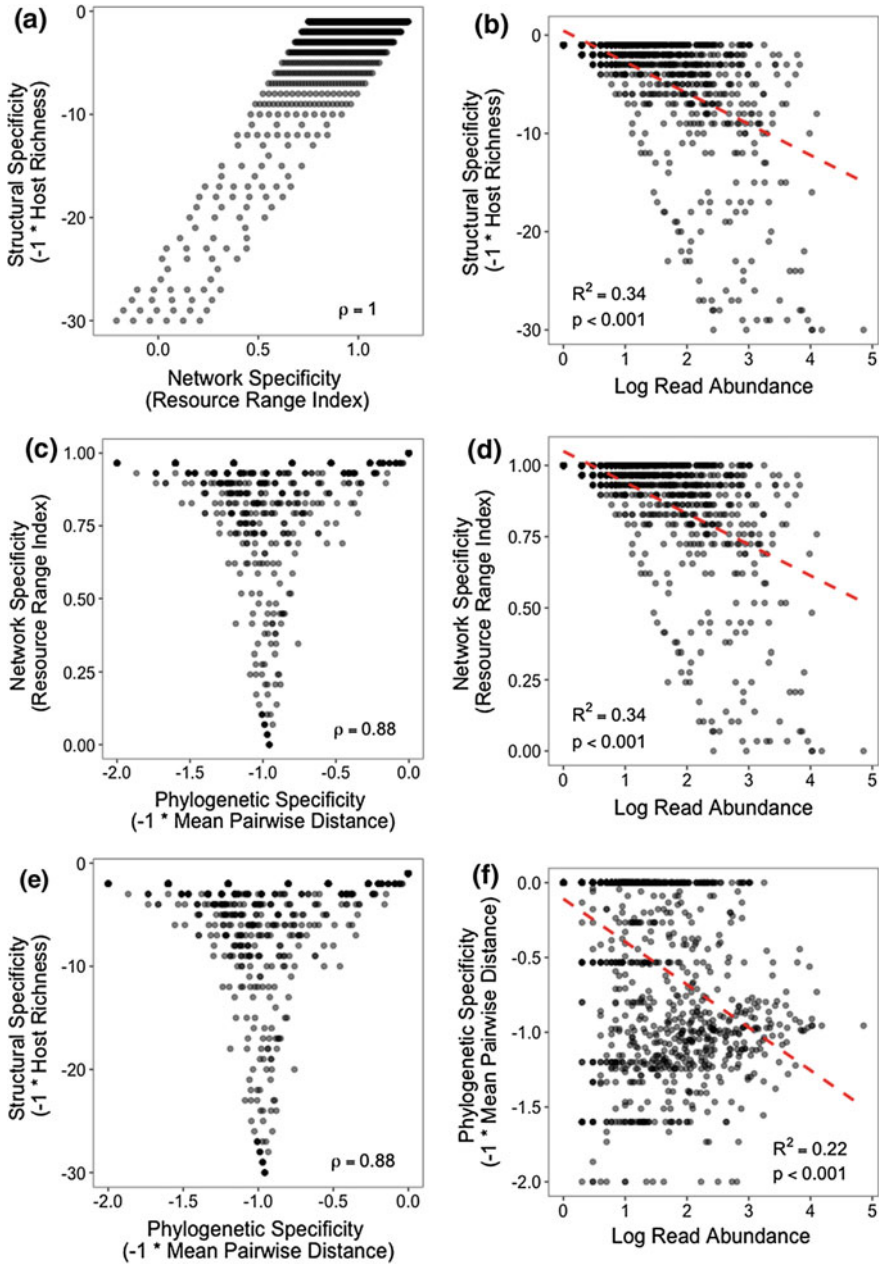 (a)
Structural Specificity
(-1 * Host Richness)
0
-10
-20
-30
ρ = 1
0.0 0.5 1.0
Network Specificity
(Resource Range Index)
(b)
Structural Specificity
(-1 * Host Richness)
0
-10
-20
-30
R² = 0.34
p < 0.001
0 1 2 3 4 5
Log Read Abundance
(c)
Network Specificity
(Resource Range Index)
1.00
0.75
0.50
0.25
0.00
ρ = 0.88
-2.0 -1.5 -1.0 -0.5 0.0
Phylogenetic Specificity
(-1 * Mean Pairwise Distance)
(d)
Network Specificity
(Resource Range Index)
1.00
0.75
0.50
0.25
0.00
R² = 0.34
p < 0.001
0 1 2 3 4 5
Log Read Abundance
(e)
Structural Specificity
(-1 * Host Richness)
0
-10
-20
-30
ρ = 0.88
-2.0 -1.5 -1.0 -0.5 0.0
Phylogenetic Specificity
(-1 * Mean Pairwise Distance)
(f)
Phylogenetic Specificity
(-1 * Mean Pairwise Distance)
0.0
-0.5
-1.0
-1.5
-2.0
R² = 0.22
p < 0.001
0 1 2 3 4 5
Log Read Abundance